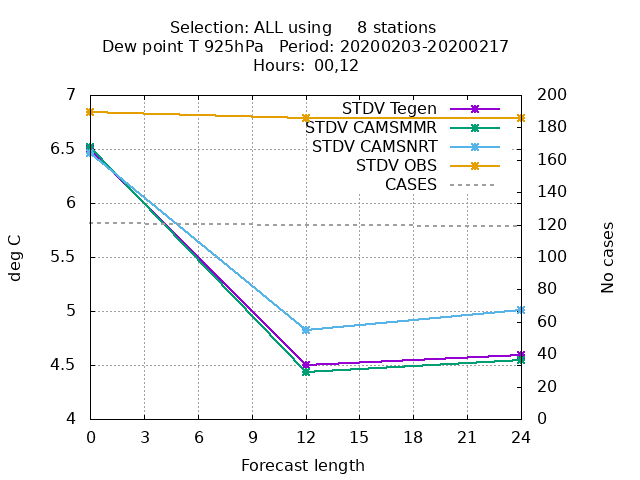 Selection: ALL using     8 stations
Dew point T 925hPa   Period: 20200203-20200217
Hours: 00,12
7
6.5
6
5.5
5
4.5
4
deg C
STDV Tegen
STDV CAMSMMR
STDV CAMSNRT
STDV OBS
CASES
200
180
160
140
120
100
80
60
40
20
0
No cases
0 3 6 9 12 15 18 21 24
Forecast length